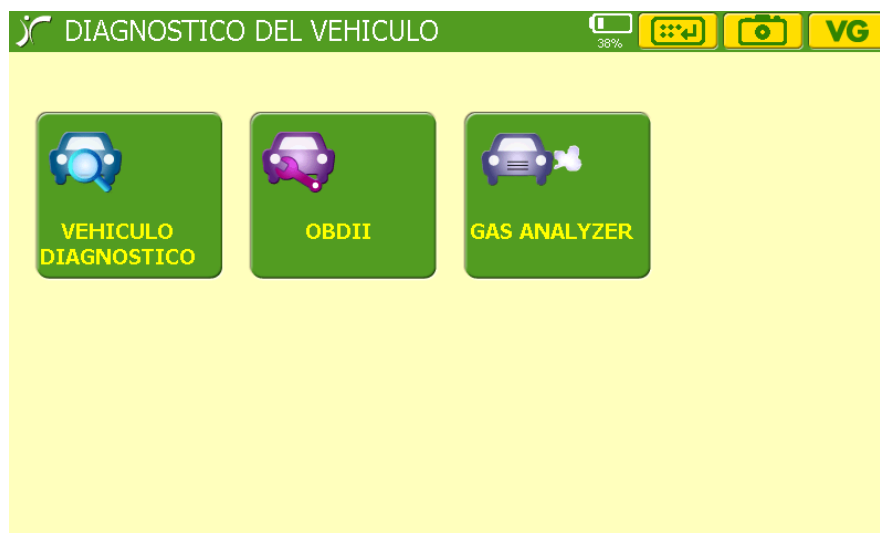 DIAGNOSTICO DEL VEHICULO
38%
VG
VEHICULO
DIAGNOSTICO
OBDII
GAS ANALYZER